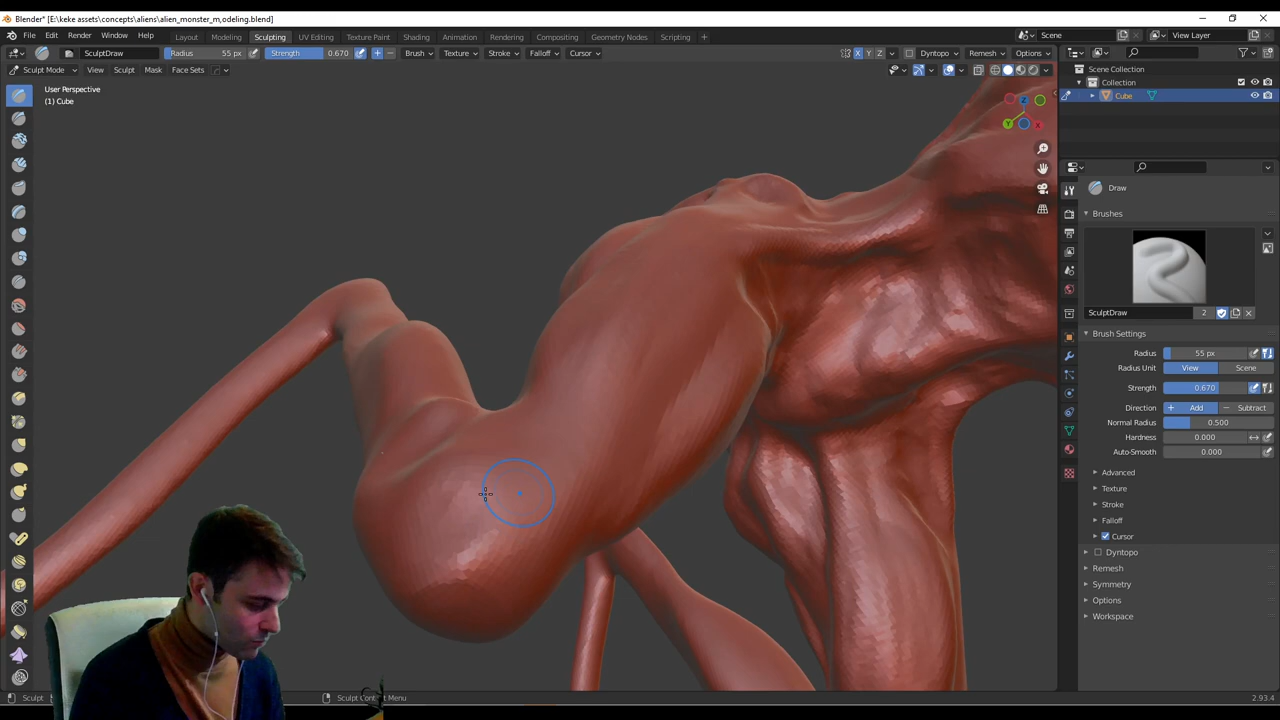 Blender* [E:\keke assets\concepts\aliens\alien_monster_m,odeling.blend]
File Edit Render Window Help Layout Modeling Sculpting UV Editing Texture Paint Shading Animation Rendering Compositing Geometry Nodes Scripting + Scene View Layer
SculptDraw Radius 55 px Strength 0.670 Brush Texture Stroke Falloff Cursor X Y Z Dyntopo Remesh Options
Sculpt Mode View Sculpt Mask Face Sets
User Perspective
(1) Cube
Scene Collection
Collection
Cube
Z
Y
X
Draw
Brushes
SculptDraw 2
Brush Settings
Radius 55 px
Radius Unit View Scene
Strength 0.670
Direction + Add − Subtract
Normal Radius 0.500
Hardness 0.000
Auto-Smooth 0.000
Advanced
Texture
Stroke
Falloff
Cursor
Dyntopo
Remesh
Symmetry
Options
Workspace
Sculpt Sculpt Context Menu 2.93.4